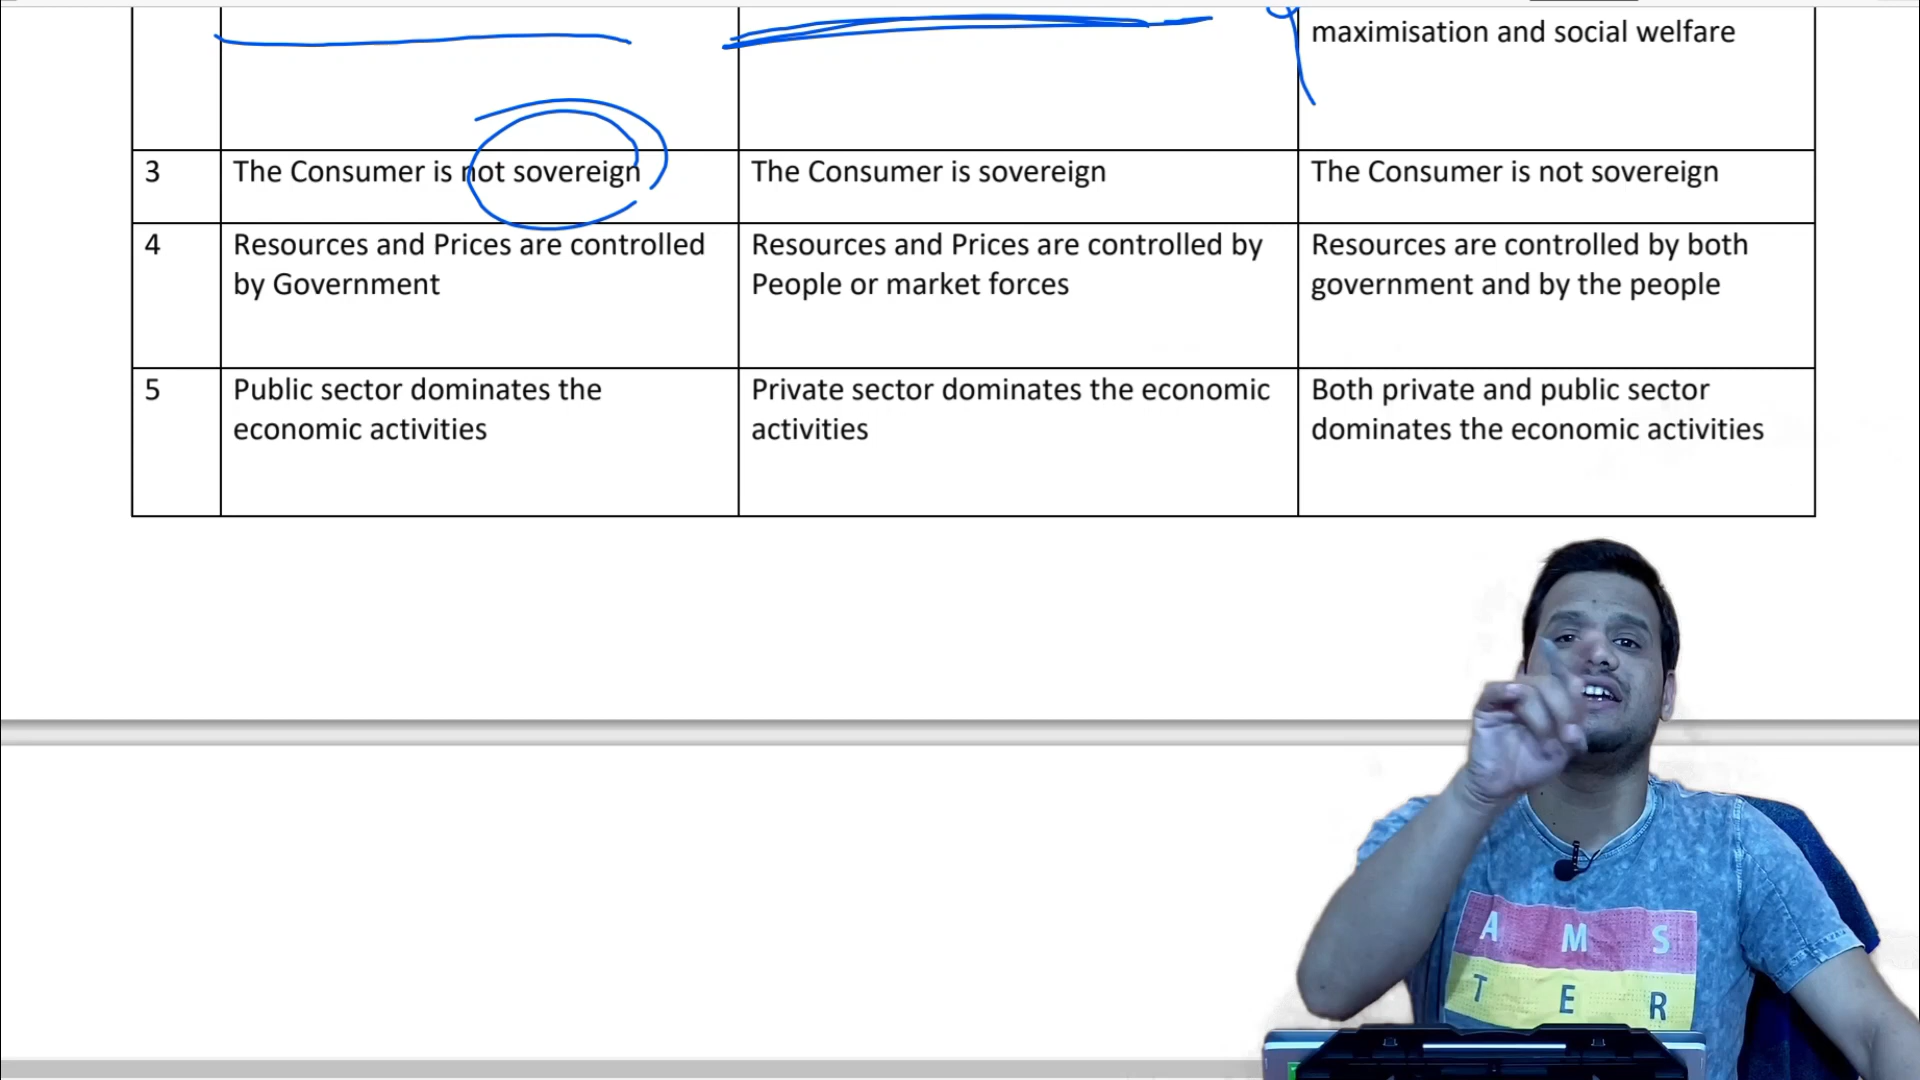 maximisation and social welfare
3
The Consumer is not sovereign
The Consumer is sovereign
The Consumer is not sovereign
4
Resources and Prices are controlled
by Government
Resources and Prices are controlled by
People or market forces
Resources are controlled by both
government and by the people
5
Public sector dominates the
economic activities
Private sector dominates the economic
activities
Both private and public sector
dominates the economic activities
A M S
T E R